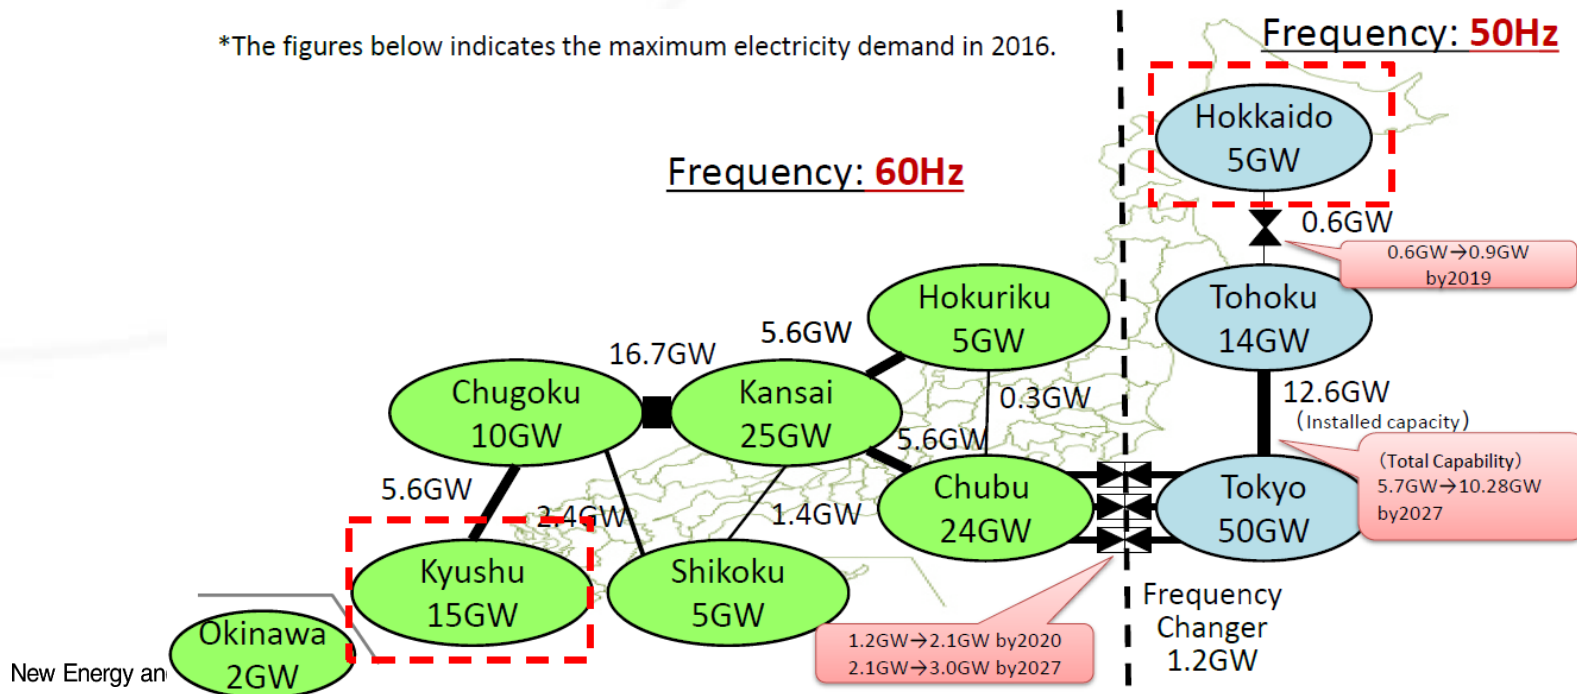 *The figures below indicates the maximum electricity demand in 2016.
Frequency: 50Hz
Frequency: 60Hz
Hokkaido
5GW
0.6GW
0.6GW→0.9GW
by2019
Tohoku
14GW
12.6GW
(Installed capacity)
(Total Capability)
5.7GW→10.28GW
by2027
Tokyo
50GW
Hokuriku
5GW
5.6GW
16.7GW
0.3GW
Chugoku
10GW
Kansai
25GW
5.6GW
Chubu
24GW
5.6GW
2.4GW
1.4GW
Kyushu
15GW
Shikoku
5GW
Okinawa
2GW
1.2GW→2.1GW by2020
2.1GW→3.0GW by2027
Frequency
Changer
1.2GW
New Energy an